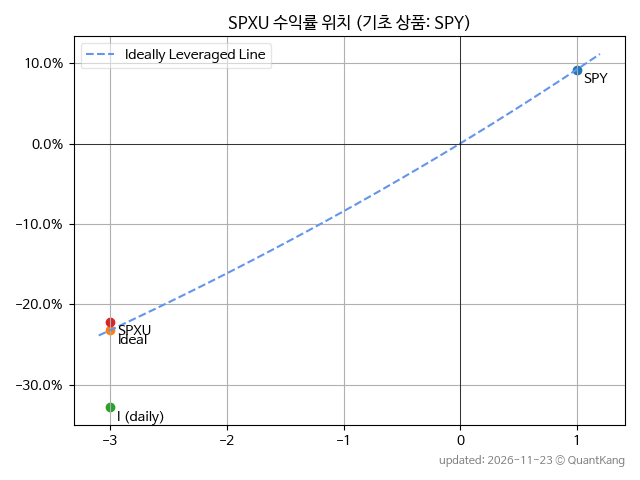 SPXU 수익률 위치 (기초 상품: SPY)
Ideally Leveraged Line
10.0%
0.0%
−10.0%
−20.0%
−30.0%
SPY
SPXU
Ideal
I (daily)
−3
−2
−1
0
1
updated: 2026-11-23 © QuantKang